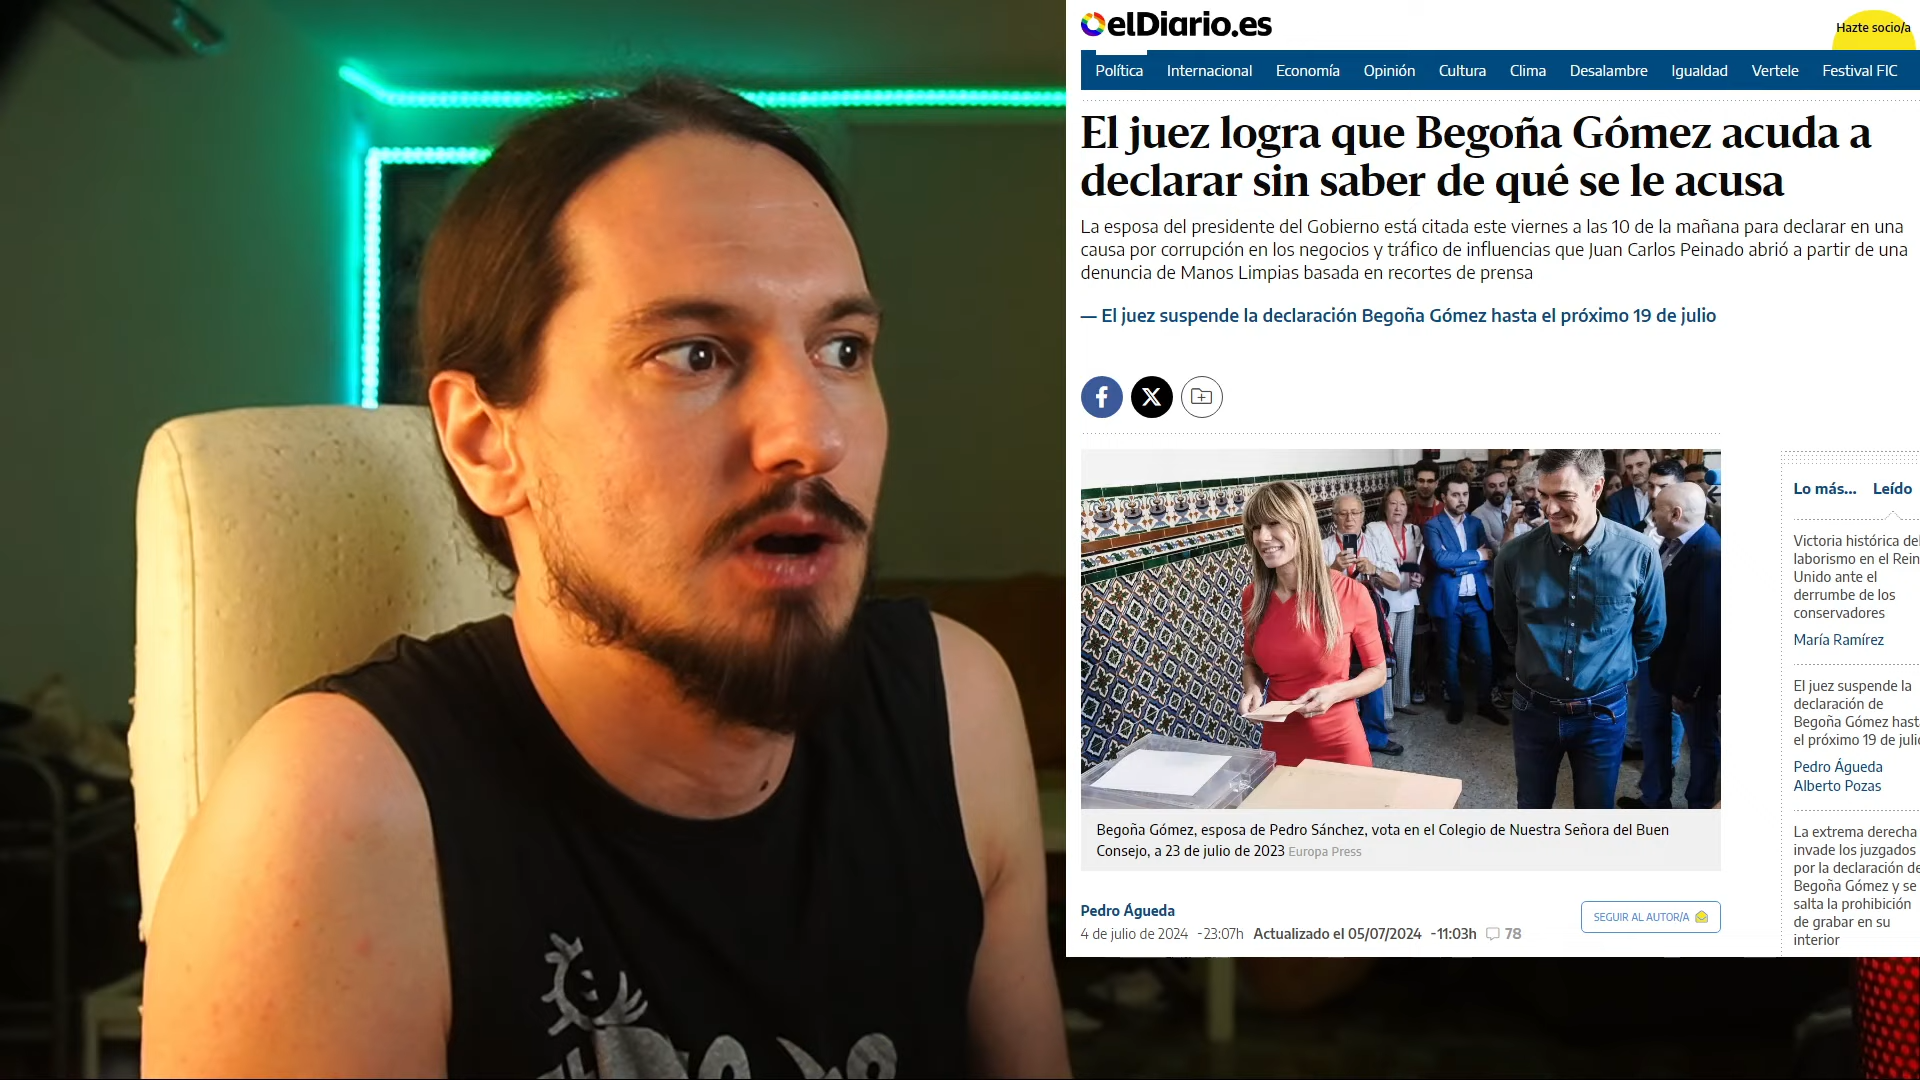 elDiario.es
Hazte socio/a
Política Internacional Economía Opinión Cultura Clima Desalambre Igualdad Vertele Festival FIC
El juez logra que Begoña Gómez acuda a
declarar sin saber de qué se le acusa
La esposa del presidente del Gobierno está citada este viernes a las 10 de la mañana para declarar en una
causa por corrupción en los negocios y tráfico de influencias que Juan Carlos Peinado abrió a partir de una
denuncia de Manos Limpias basada en recortes de prensa
— El juez suspende la declaración Begoña Gómez hasta el próximo 19 de julio
Begoña Gómez, esposa de Pedro Sánchez, vota en el Colegio de Nuestra Señora del Buen
Consejo, a 23 de julio de 2023 Europa Press
Pedro Águeda
4 de julio de 2024 -23:07h Actualizado el 05/07/2024 -11:03h 78
SEGUIR AL AUTOR/A
Lo más... Leído
Victoria histórica del
laborismo en el Rein
Unido ante el
derrumbe de los
conservadores
María Ramírez
El juez suspende la
declaración de
Begoña Gómez hast
el próximo 19 de juli
Pedro Águeda
Alberto Pozas
La extrema derecha
invade los juzgados
por la declaración de
Begoña Gómez y se
salta la prohibición
de grabar en su
interior